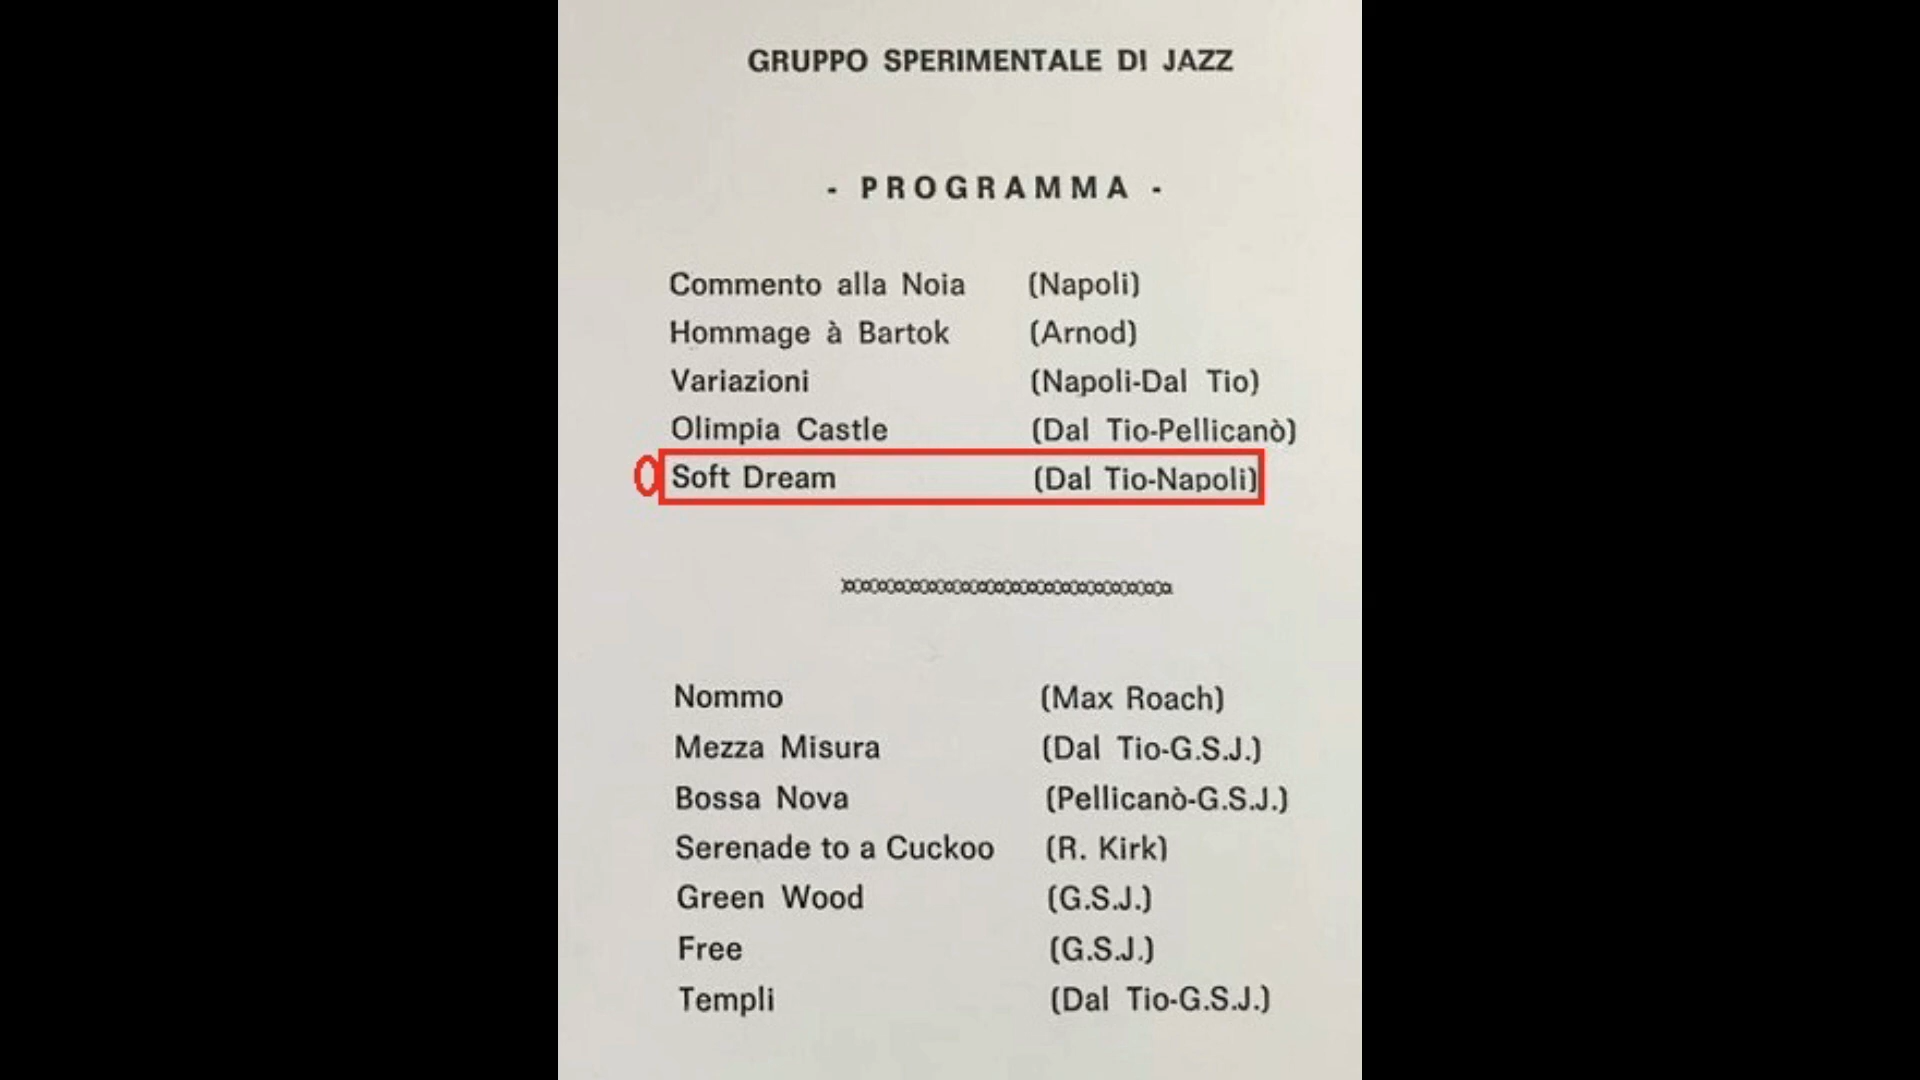 GRUPPO SPERIMENTALE DI JAZZ
- PROGRAMMA -
Commento alla Noia (Napoli)
Hommage à Bartok (Arnod)
Variazioni (Napoli-Dal Tio)
Olimpia Castle (Dal Tio-Pellicanò)
Soft Dream (Dal Tio-Napoli)
Nommo (Max Roach)
Mezza Misura (Dal Tio-G.S.J.)
Bossa Nova (Pellicanò-G.S.J.)
Serenade to a Cuckoo (R. Kirk)
Green Wood (G.S.J.)
Free (G.S.J.)
Templi (Dal Tio-G.S.J.)